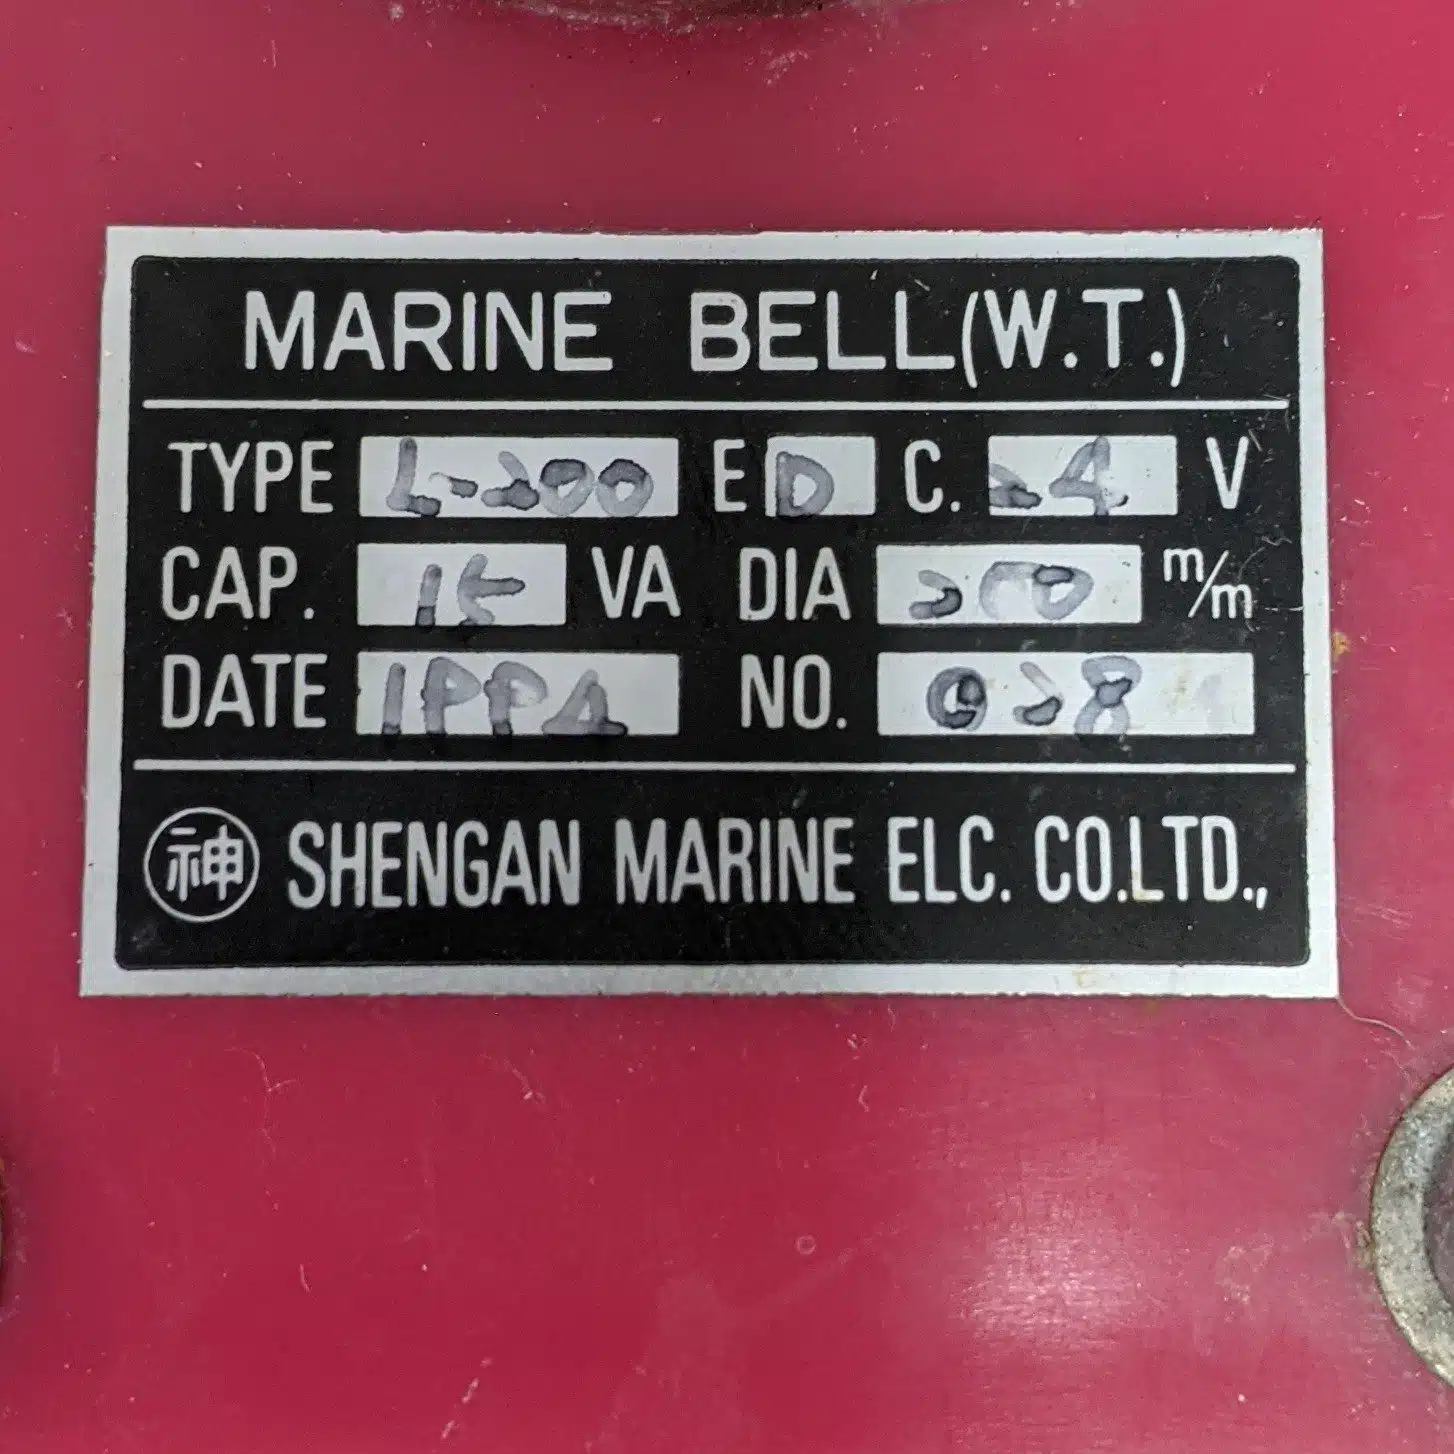 MARINE BELL(W.T.)
TYPE L-200 E D C. 24 V
CAP. 15 VA DIA 200 m/m
DATE 1994 NO. 028
神 SHENGAN MARINE ELC. CO.LTD.,